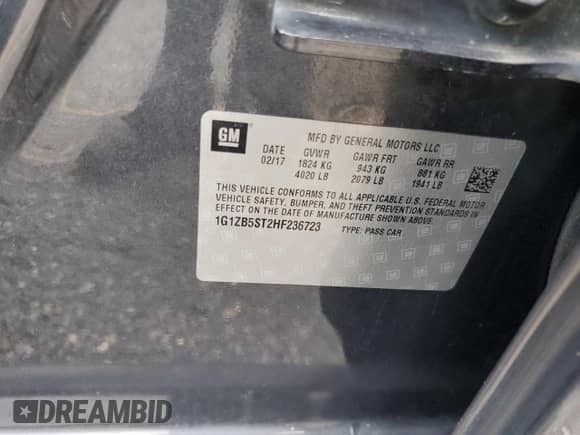 GM
MFD BY GENERAL MOTORS LLC
DATE GVWR GAWR FRT GAWR RR
02/17 1824 KG 943 KG 881 KG
4020 LB 2079 LB 1941 LB
THIS VEHICLE CONFORMS TO ALL APPLICABLE U.S. FEDERAL MOTOR
VEHICLE SAFETY, BUMPER, AND THEFT PREVENTION STANDARDS IN
EFFECT ON THE DATE OF MANUFACTURE SHOWN ABOVE.
1G1ZB5ST2HF236723 TYPE: PASS CAR
DREAMBID